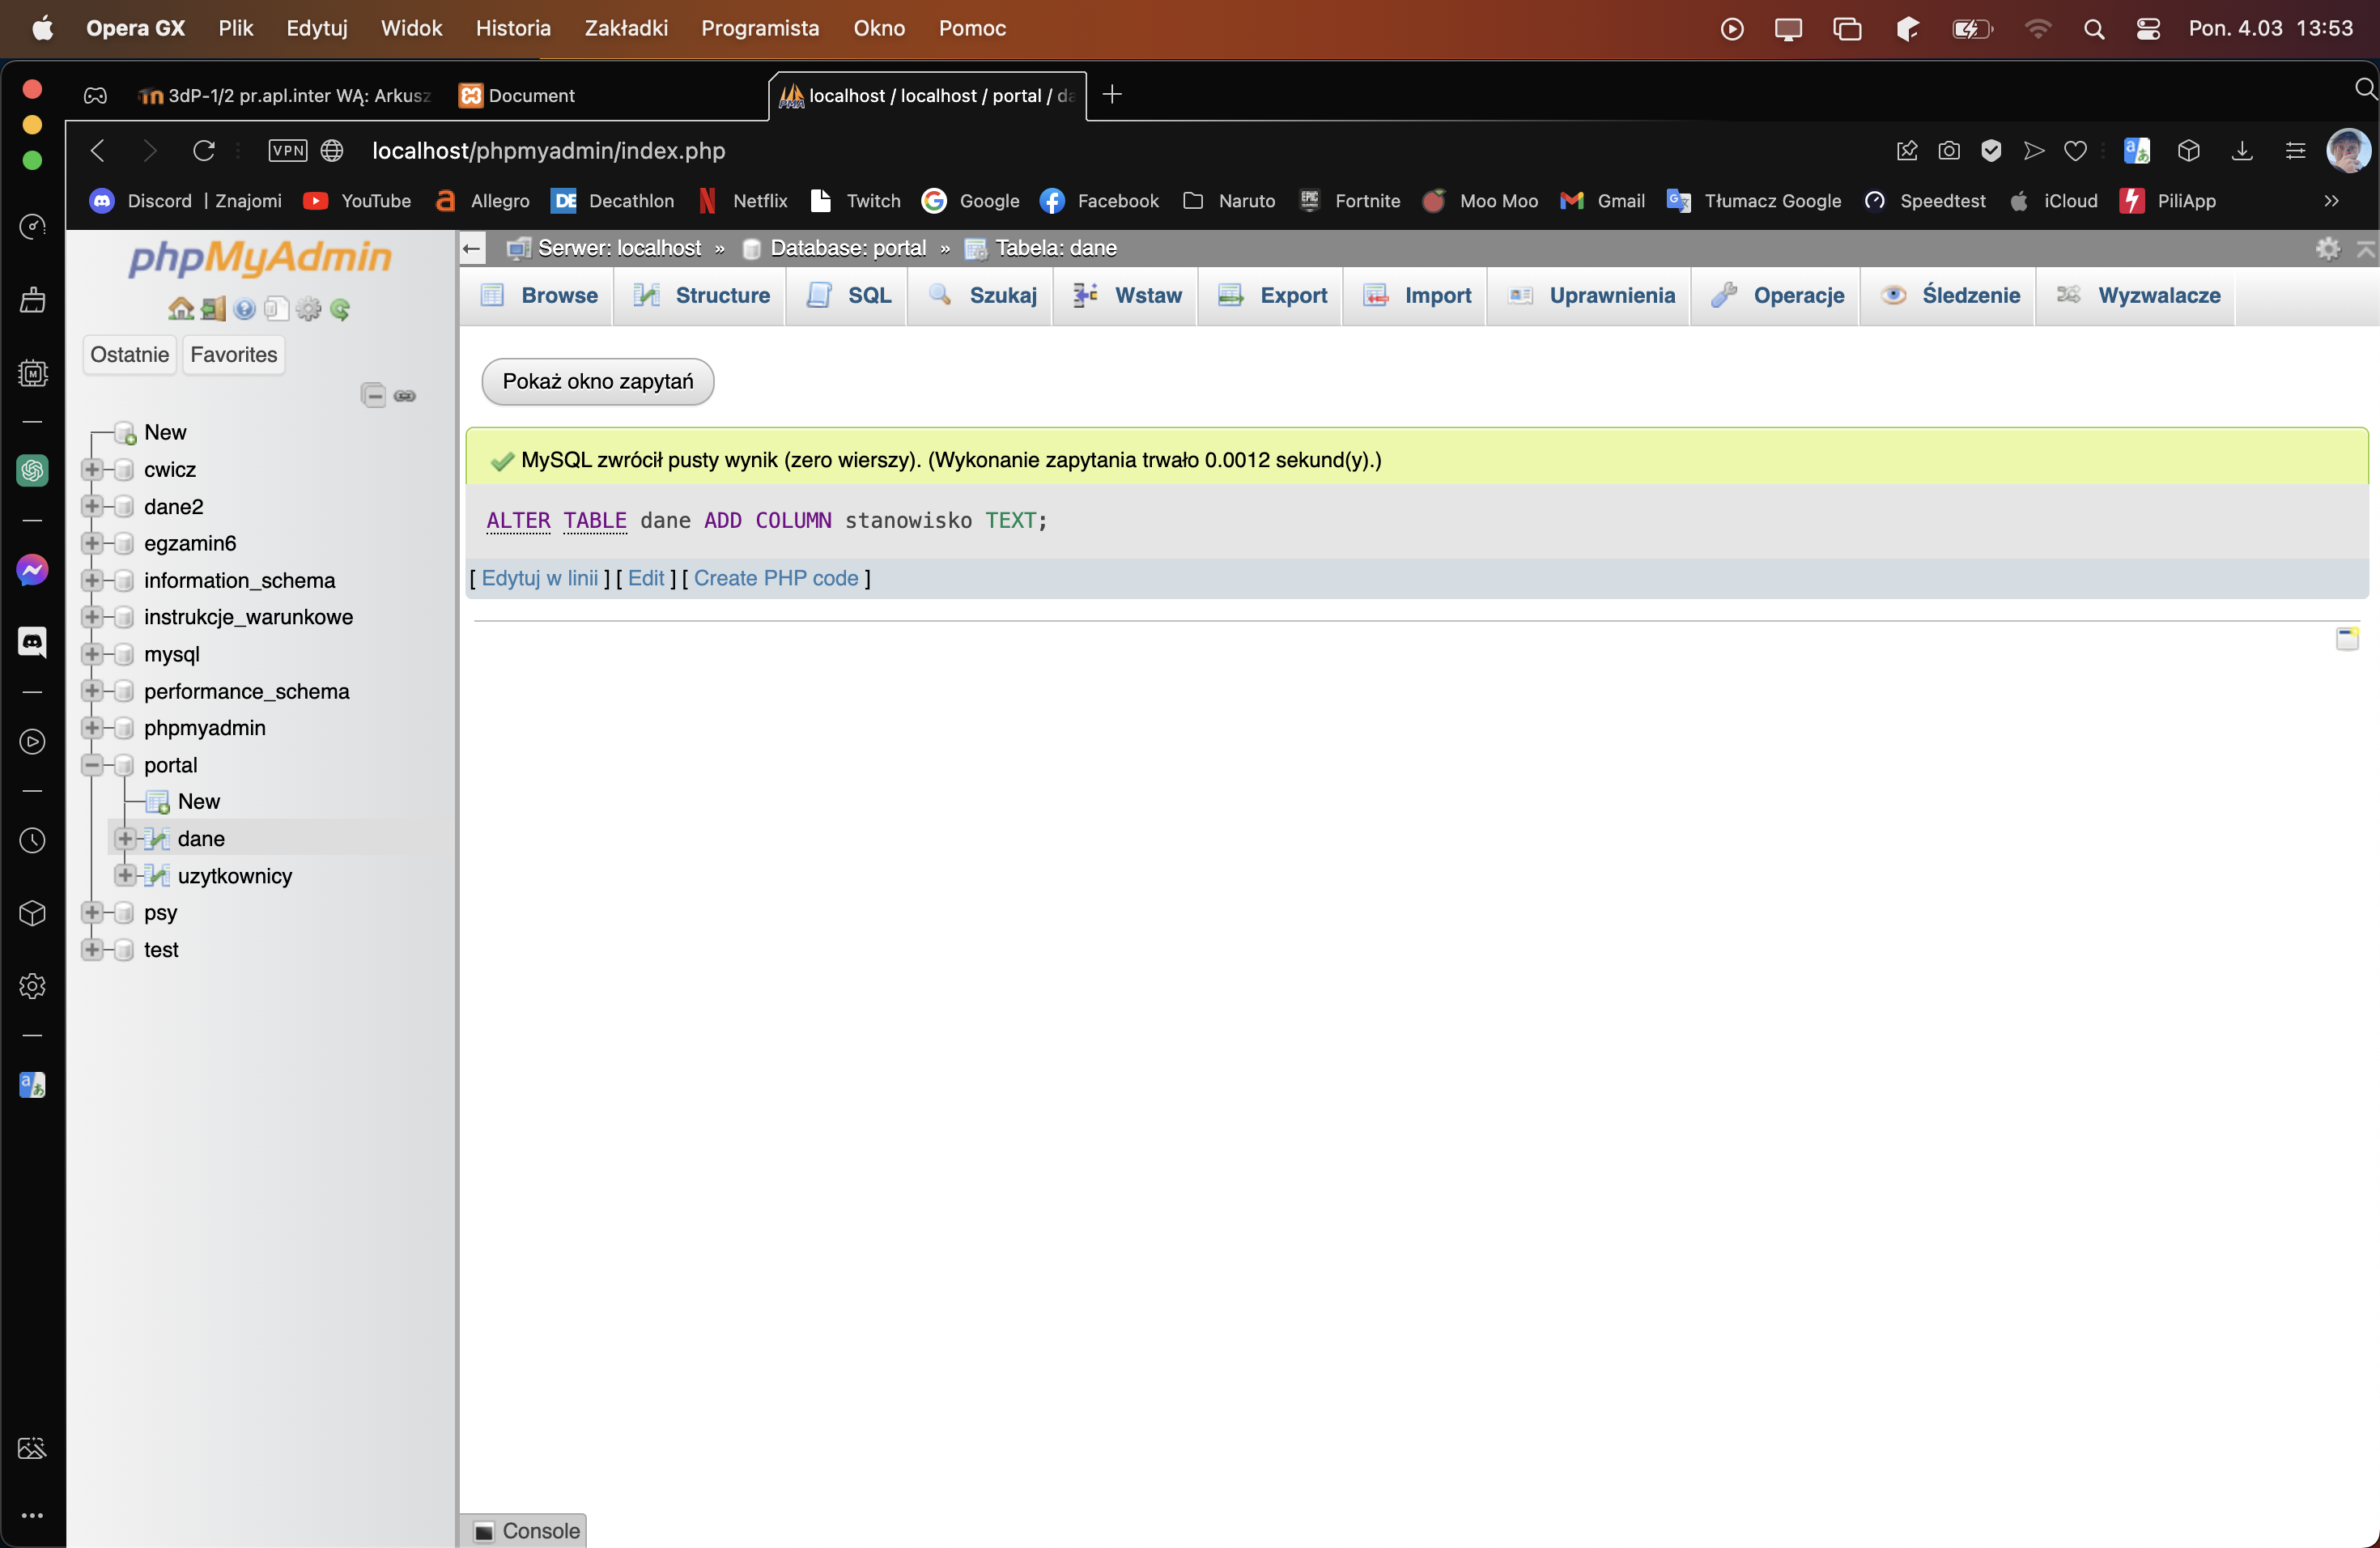 Opera GX Plik Edytuj Widok Historia Zakładki Programista Okno Pomoc Pon. 4.03 13:53
3dP-1/2 pr.apl.inter WĄ: Arkusz Document localhost / localhost / portal / da
VPN localhost/phpmyadmin/index.php
Discord | Znajomi YouTube Allegro DE Decathlon Netflix Twitch Google Facebook Naruto Fortnite Moo Moo Gmail Tłumacz Google Speedtest iCloud PiliApp »
phpMyAdmin
Ostatnie Favorites
New
cwicz
dane2
egzamin6
information_schema
instrukcje_warunkowe
mysql
performance_schema
phpmyadmin
portal
New
dane
uzytkownicy
psy
test
Serwer: localhost » Database: portal » Tabela: dane
Browse Structure SQL Szukaj Wstaw Export Import Uprawnienia Operacje Śledzenie Wyzwalacze
Pokaż okno zapytań
MySQL zwrócił pusty wynik (zero wierszy). (Wykonanie zapytania trwało 0.0012 sekund(y).)
ALTER TABLE dane ADD COLUMN stanowisko TEXT;
[ Edytuj w linii ] [ Edit ] [ Create PHP code ]
Console